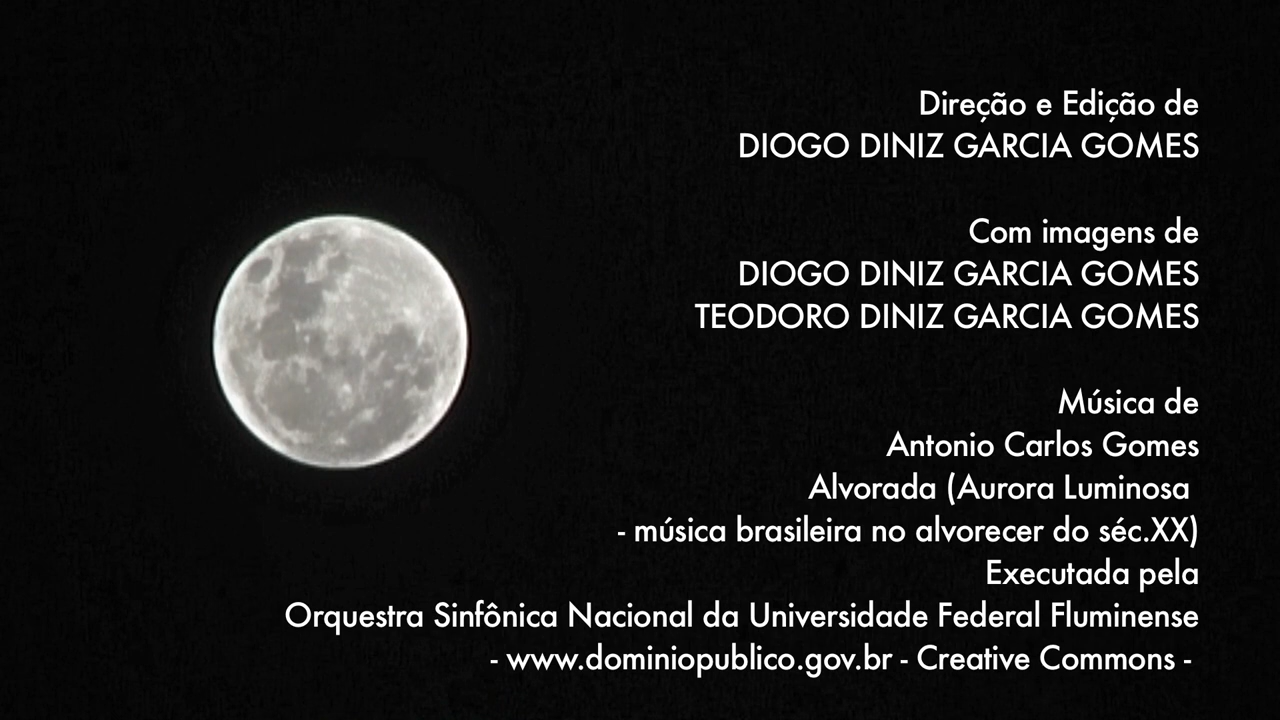 Direção e Edição de
DIOGO DINIZ GARCIA GOMES
Com imagens de
DIOGO DINIZ GARCIA GOMES
TEODORO DINIZ GARCIA GOMES
Música de
Antonio Carlos Gomes
Alvorada (Aurora Luminosa
- música brasileira no alvorecer do séc.XX)
Executada pela
Orquestra Sinfônica Nacional da Universidade Federal Fluminense
- www.dominiopublico.gov.br - Creative Commons -